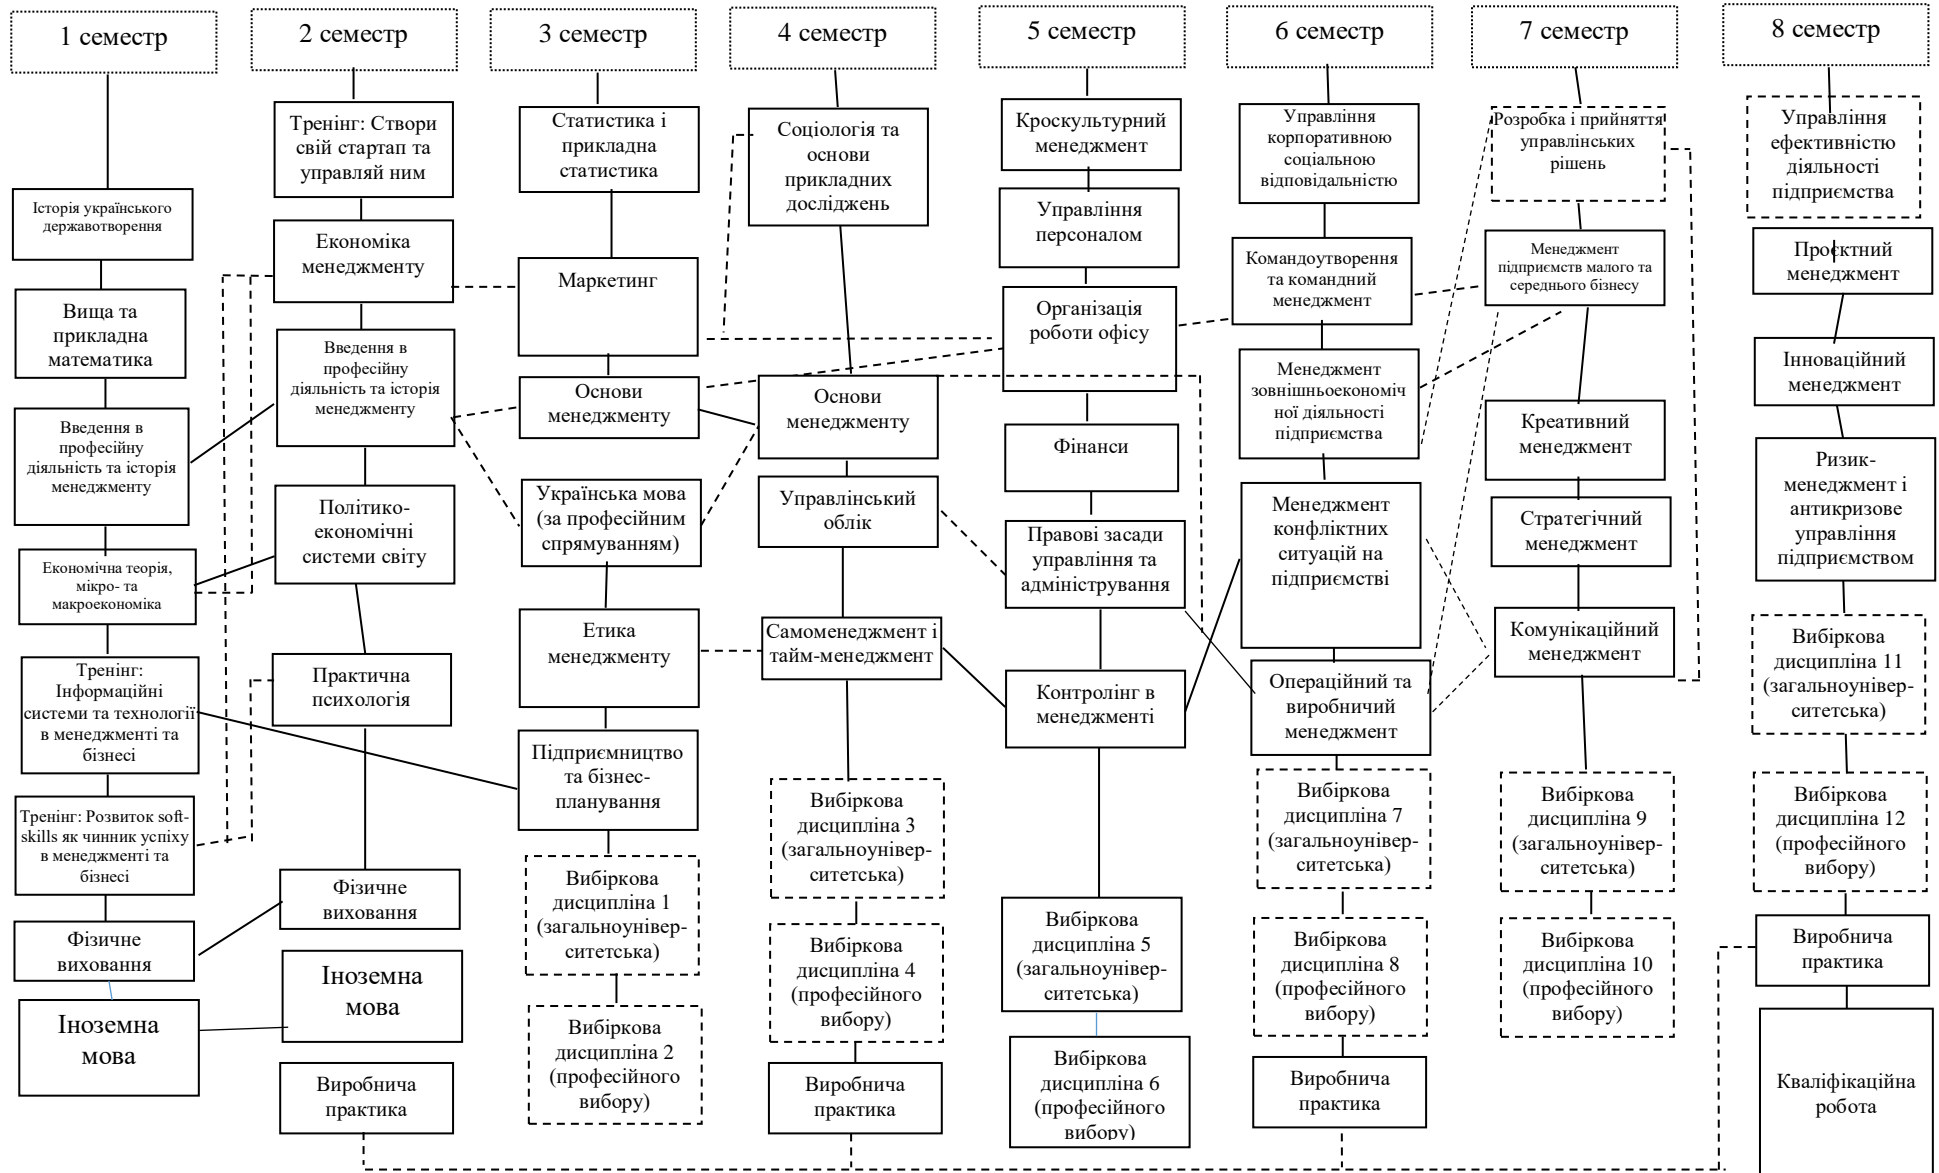 1 семестр
2 семестр
3 семестр
4 семестр
5 семестр
6 семестр
7 семестр
8 семестр
Історія українського
державотворення
Вища та
прикладна
математика
Введення в
професійну
діяльність та історія
менеджменту
Економічна теорія,
мікро- та
макроекономіка
Тренінг:
Інформаційні
системи та технології
в менеджменті та
бізнесі
Тренінг: Розвиток soft-
skills як чинник успіху
в менеджменті та
бізнесі
Фізичне
виховання
Іноземна
мова
Тренінг: Створи
свій стартап та
управляй ним
Економіка
менеджменту
Введення в
професійну
діяльність та історія
менеджменту
Політико-
економічні
системи світу
Практична
психологія
Фізичне
виховання
Іноземна
мова
Виробнича
практика
Статистика і
прикладна
статистика
Маркетинг
Основи
менеджменту
Українська мова
(за професійним
спрямуванням)
Етика
менеджменту
Підприємництво
та бізнес-
планування
Вибіркова
дисципліна 1
(загальноунівер-
ситетська)
Вибіркова
дисципліна 2
(професійного
вибору)
Соціологія та
основи
прикладних
досліджень
Основи
менеджменту
Управлінський
облік
Самоменеджмент і
тайм-менеджмент
Вибіркова
дисципліна 3
(загальноунівер-
ситетська)
Вибіркова
дисципліна 4
(професійного
вибору)
Виробнича
практика
Кроскультурний
менеджмент
Управління
персоналом
Організація
роботи офісу
Фінанси
Правові засади
управління та
адміністрування
Контролінг в
менеджменті
Вибіркова
дисципліна 5
(загальноунівер-
ситетська)
Вибіркова
дисципліна 6
(професійного
вибору)
Управління
корпоративною
соціальною
відповідальністю
Командоутворення
та командний
менеджмент
Менеджмент
зовнішньоекономіч
ної діяльності
підприємства
Менеджмент
конфліктних
ситуацій на
підприємстві
Операційний та
виробничий
менеджмент
Вибіркова
дисципліна 7
(загальноунівер-
ситетська)
Вибіркова
дисципліна 8
(професійного
вибору)
Виробнича
практика
Розробка і прийняття
управлінських
рішень
Менеджмент
підприємств малого та
середнього бізнесу
Креативний
менеджмент
Стратегічний
менеджмент
Комунікаційний
менеджмент
Вибіркова
дисципліна 9
(загальноунівер-
ситетська)
Вибіркова
дисципліна 10
(професійного
вибору)
Управління
ефективністю
діяльності
підприємства
Проєктний
менеджмент
Інноваційний
менеджмент
Ризик-
менеджмент і
антикризове
управління
підприємством
Вибіркова
дисципліна 11
(загальноунівер-
ситетська)
Вибіркова
дисципліна 12
(професійного
вибору)
Виробнича
практика
Кваліфікаційна
робота